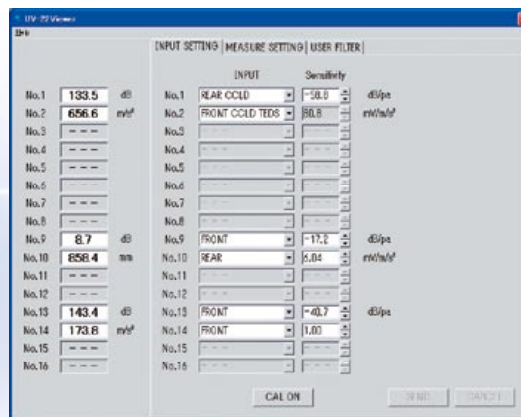 UV-22Viewer
INPUT SETTING MEASURE SETTING USER FILTER
INPUT Sensitivity
No.1 133.5 dB No.1 REAR CCLD -58.8 dB/pa
No.2 656.6 m/s² No.2 FRONT CCLD TEDS 80.8 mV/m/s²
No.3 --- No.3 ---
No.4 --- No.4 ---
No.5 --- No.5 ---
No.6 --- No.6 ---
No.7 --- No.7 ---
No.8 --- No.8 ---
No.9 8.7 dB No.9 FRONT -17.2 dB/pa
No.10 858.4 mm No.10 REAR 6.04 mV/m/s²
No.11 --- No.11 ---
No.12 --- No.12 ---
No.13 143.4 dB No.13 FRONT -40.7 dB/pa
No.14 173.8 m/s² No.14 FRONT 1.00
No.15 --- No.15 ---
No.16 --- No.16 ---
CAL ON SEND CANCEL